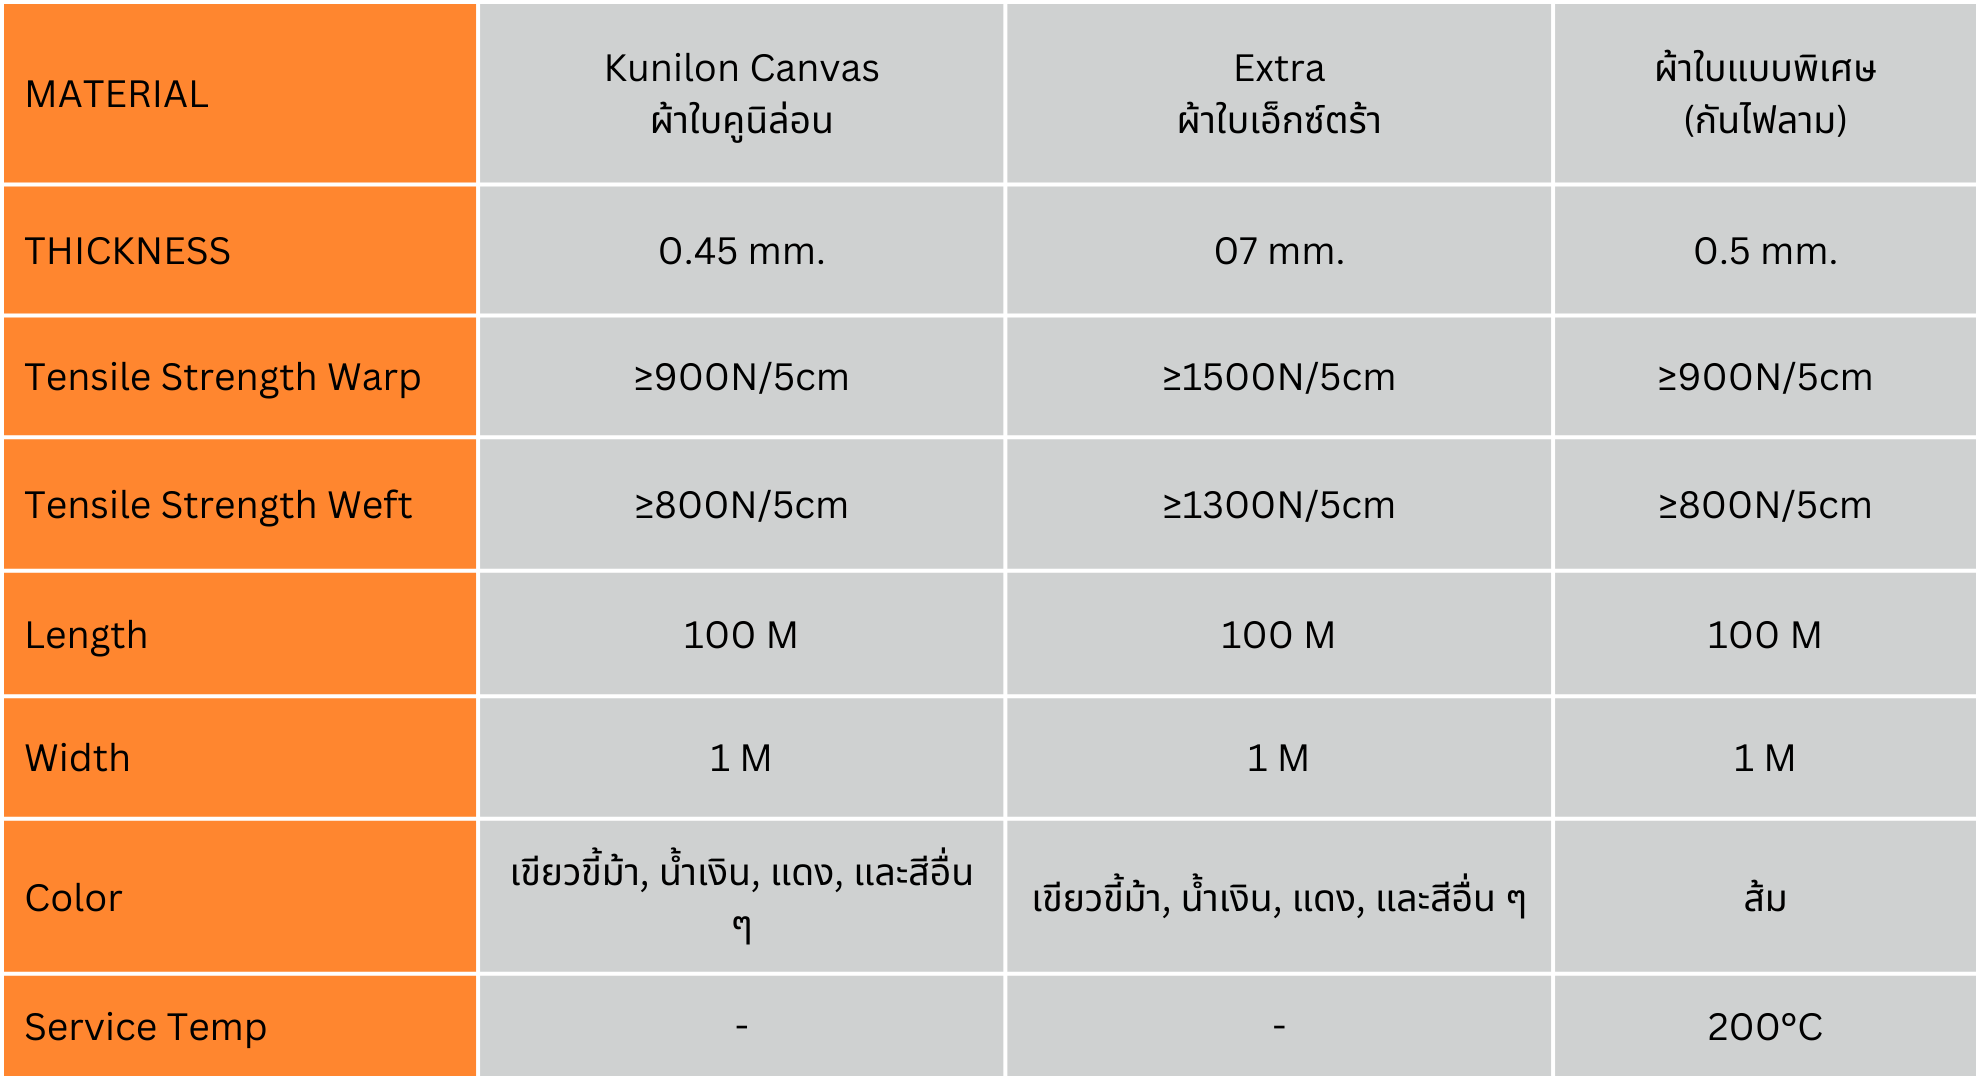 MATERIAL
Kunilon Canvas
ผ้าใบคูนิล่อน
Extra
ผ้าใบเอ็กซ์ตร้า
ผ้าใบแบบพิเศษ
(กันไฟลาม)
THICKNESS
0.45 mm.
07 mm.
0.5 mm.
Tensile Strength Warp
≥900N/5cm
≥1500N/5cm
≥900N/5cm
Tensile Strength Weft
≥800N/5cm
≥1300N/5cm
≥800N/5cm
Length
100 M
100 M
100 M
Width
1 M
1 M
1 M
Color
เขียวขี้ม้า, น้ำเงิน, แดง, และสีอื่น
ๆ
เขียวขี้ม้า, น้ำเงิน, แดง, และสีอื่น ๆ
ส้ม
Service Temp
-
-
200°C